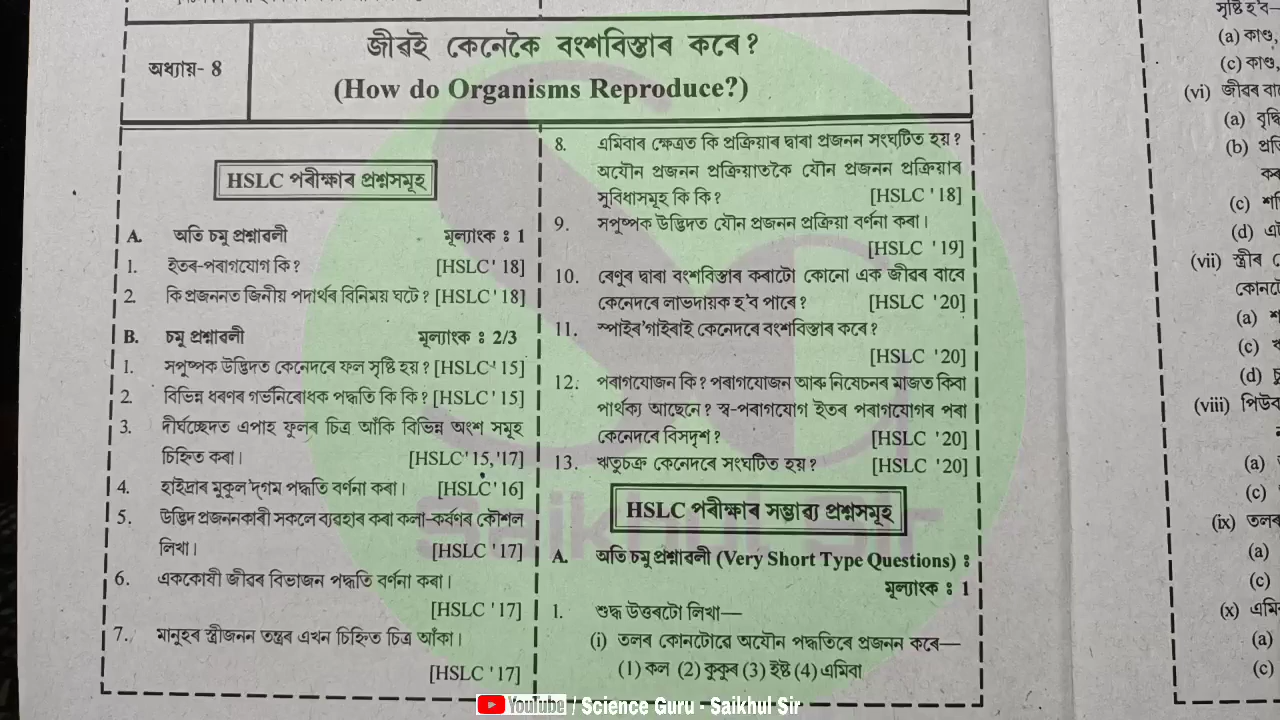 অধ্যায়- 8
জীৱই কেনেকৈ বংশবিস্তাৰ কৰে?
(How do Organisms Reproduce?)
HSLC পৰীক্ষাৰ প্ৰশ্নসমূহ
A. অতি চমু প্ৰশ্নাৱলী মূল্যাংক : 1
1. ইতৰ-পৰাগযোগ কি? [HSLC' 18]
2. কি প্ৰজননত জিনীয় পদাৰ্থৰ বিনিময় ঘটে? [HSLC' 18]
B. চমু প্ৰশ্নাৱলী মূল্যাংক : 2/3
1. সপুষ্পক উদ্ভিদত কেনেদৰে ফল সৃষ্টি হয়? [HSLC' 15]
2. বিভিন্ন ধৰণৰ গৰ্ভনিৰোধক পদ্ধতি কি কি? [HSLC' 15]
3. দীৰ্ঘচ্ছেদত এপাহ ফুলৰ চিত্ৰ আঁকি বিভিন্ন অংশ সমূহ
চিহ্নিত কৰা। [HSLC' 15,'17]
4. হাইড্ৰাৰ মুকুল দ্গম পদ্ধতি বৰ্ণনা কৰা। [HSLC' 16]
5. উদ্ভিদ প্ৰজননকাৰী সকলে ব্যৱহাৰ কৰা কলা-কৰ্ষণৰ কৌশল
লিখা। [HSLC '17]
6. এককোষী জীৱৰ বিভাজন পদ্ধতি বৰ্ণনা কৰা।
[HSLC '17]
7. মানুহৰ স্ত্ৰীজনন তন্ত্ৰৰ এখন চিহ্নিত চিত্ৰ আঁকা।
[HSLC '17]
8. এমিবাৰ ক্ষেত্ৰত কি প্ৰক্ৰিয়াৰ দ্বাৰা প্ৰজনন সংঘটিত হয়?
অযৌন প্ৰজনন প্ৰক্ৰিয়াতকৈ যৌন প্ৰজনন প্ৰক্ৰিয়াৰ
সুবিধাসমূহ কি কি? [HSLC '18]
9. সপুষ্পক উদ্ভিদত যৌন প্ৰজনন প্ৰক্ৰিয়া বৰ্ণনা কৰা।
[HSLC '19]
10. ৰেণুৰ দ্বাৰা বংশবিস্তাৰ কৰাটো কোনো এক জীৱৰ বাবে
কেনেদৰে লাভদায়ক হ'ব পাৰে? [HSLC '20]
11. স্পাইৰ'গাইৰাই কেনেদৰে বংশবিস্তাৰ কৰে?
[HSLC '20]
12. পৰাগযোজন কি? পৰাগযোজন আৰু নিষেচনৰ মাজত কিবা
পাৰ্থক্য আছেনে? স্ব-পৰাগযোগ ইতৰ পৰাগযোগৰ পৰা
কেনেদৰে বিসদৃশ? [HSLC '20]
13. ঋতুচক্ৰ কেনেদৰে সংঘটিত হয়? [HSLC '20]
HSLC পৰীক্ষাৰ সম্ভাব্য প্ৰশ্নসমূহ
A. অতি চমু প্ৰশ্নাৱলী (Very Short Type Questions) :
মূল্যাংক : 1
1. শুদ্ধ উত্তৰটো লিখা—
(i) তলৰ কোনটোৱে অযৌন পদ্ধতিৰে প্ৰজনন কৰে—
(1) কল (2) কুকুৰ (3) ইষ্ট (4) এমিবা
সৃষ্টি হ'ব—
(a) কাণ্ড,
(c) কাণ্ড,
(vi) জীৱৰ
(a)
(b)
(c)
(d)
(vii) স্ত্ৰীৰ
(a)
(c)
(d)
(viii)
(a)
(c)
(ix) তলৰ
(a)
(c)
(x)
(a)
(c)
Saikhul Sir
YouTube / Science Guru - Saikhul Sir